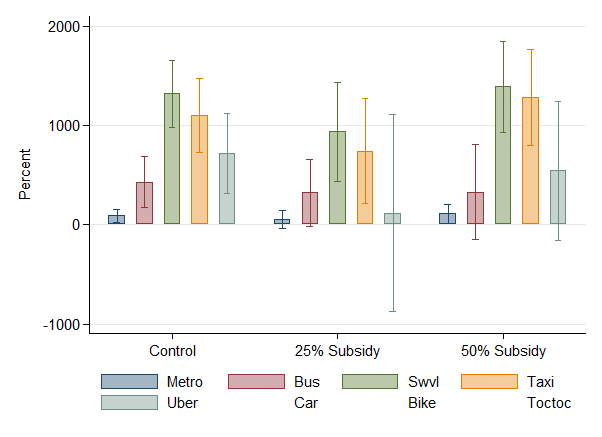 2000
1000
0
-1000
Percent
Control 25% Subsidy 50% Subsidy
Metro Bus Swvl Taxi
Uber Car Bike Toctoc